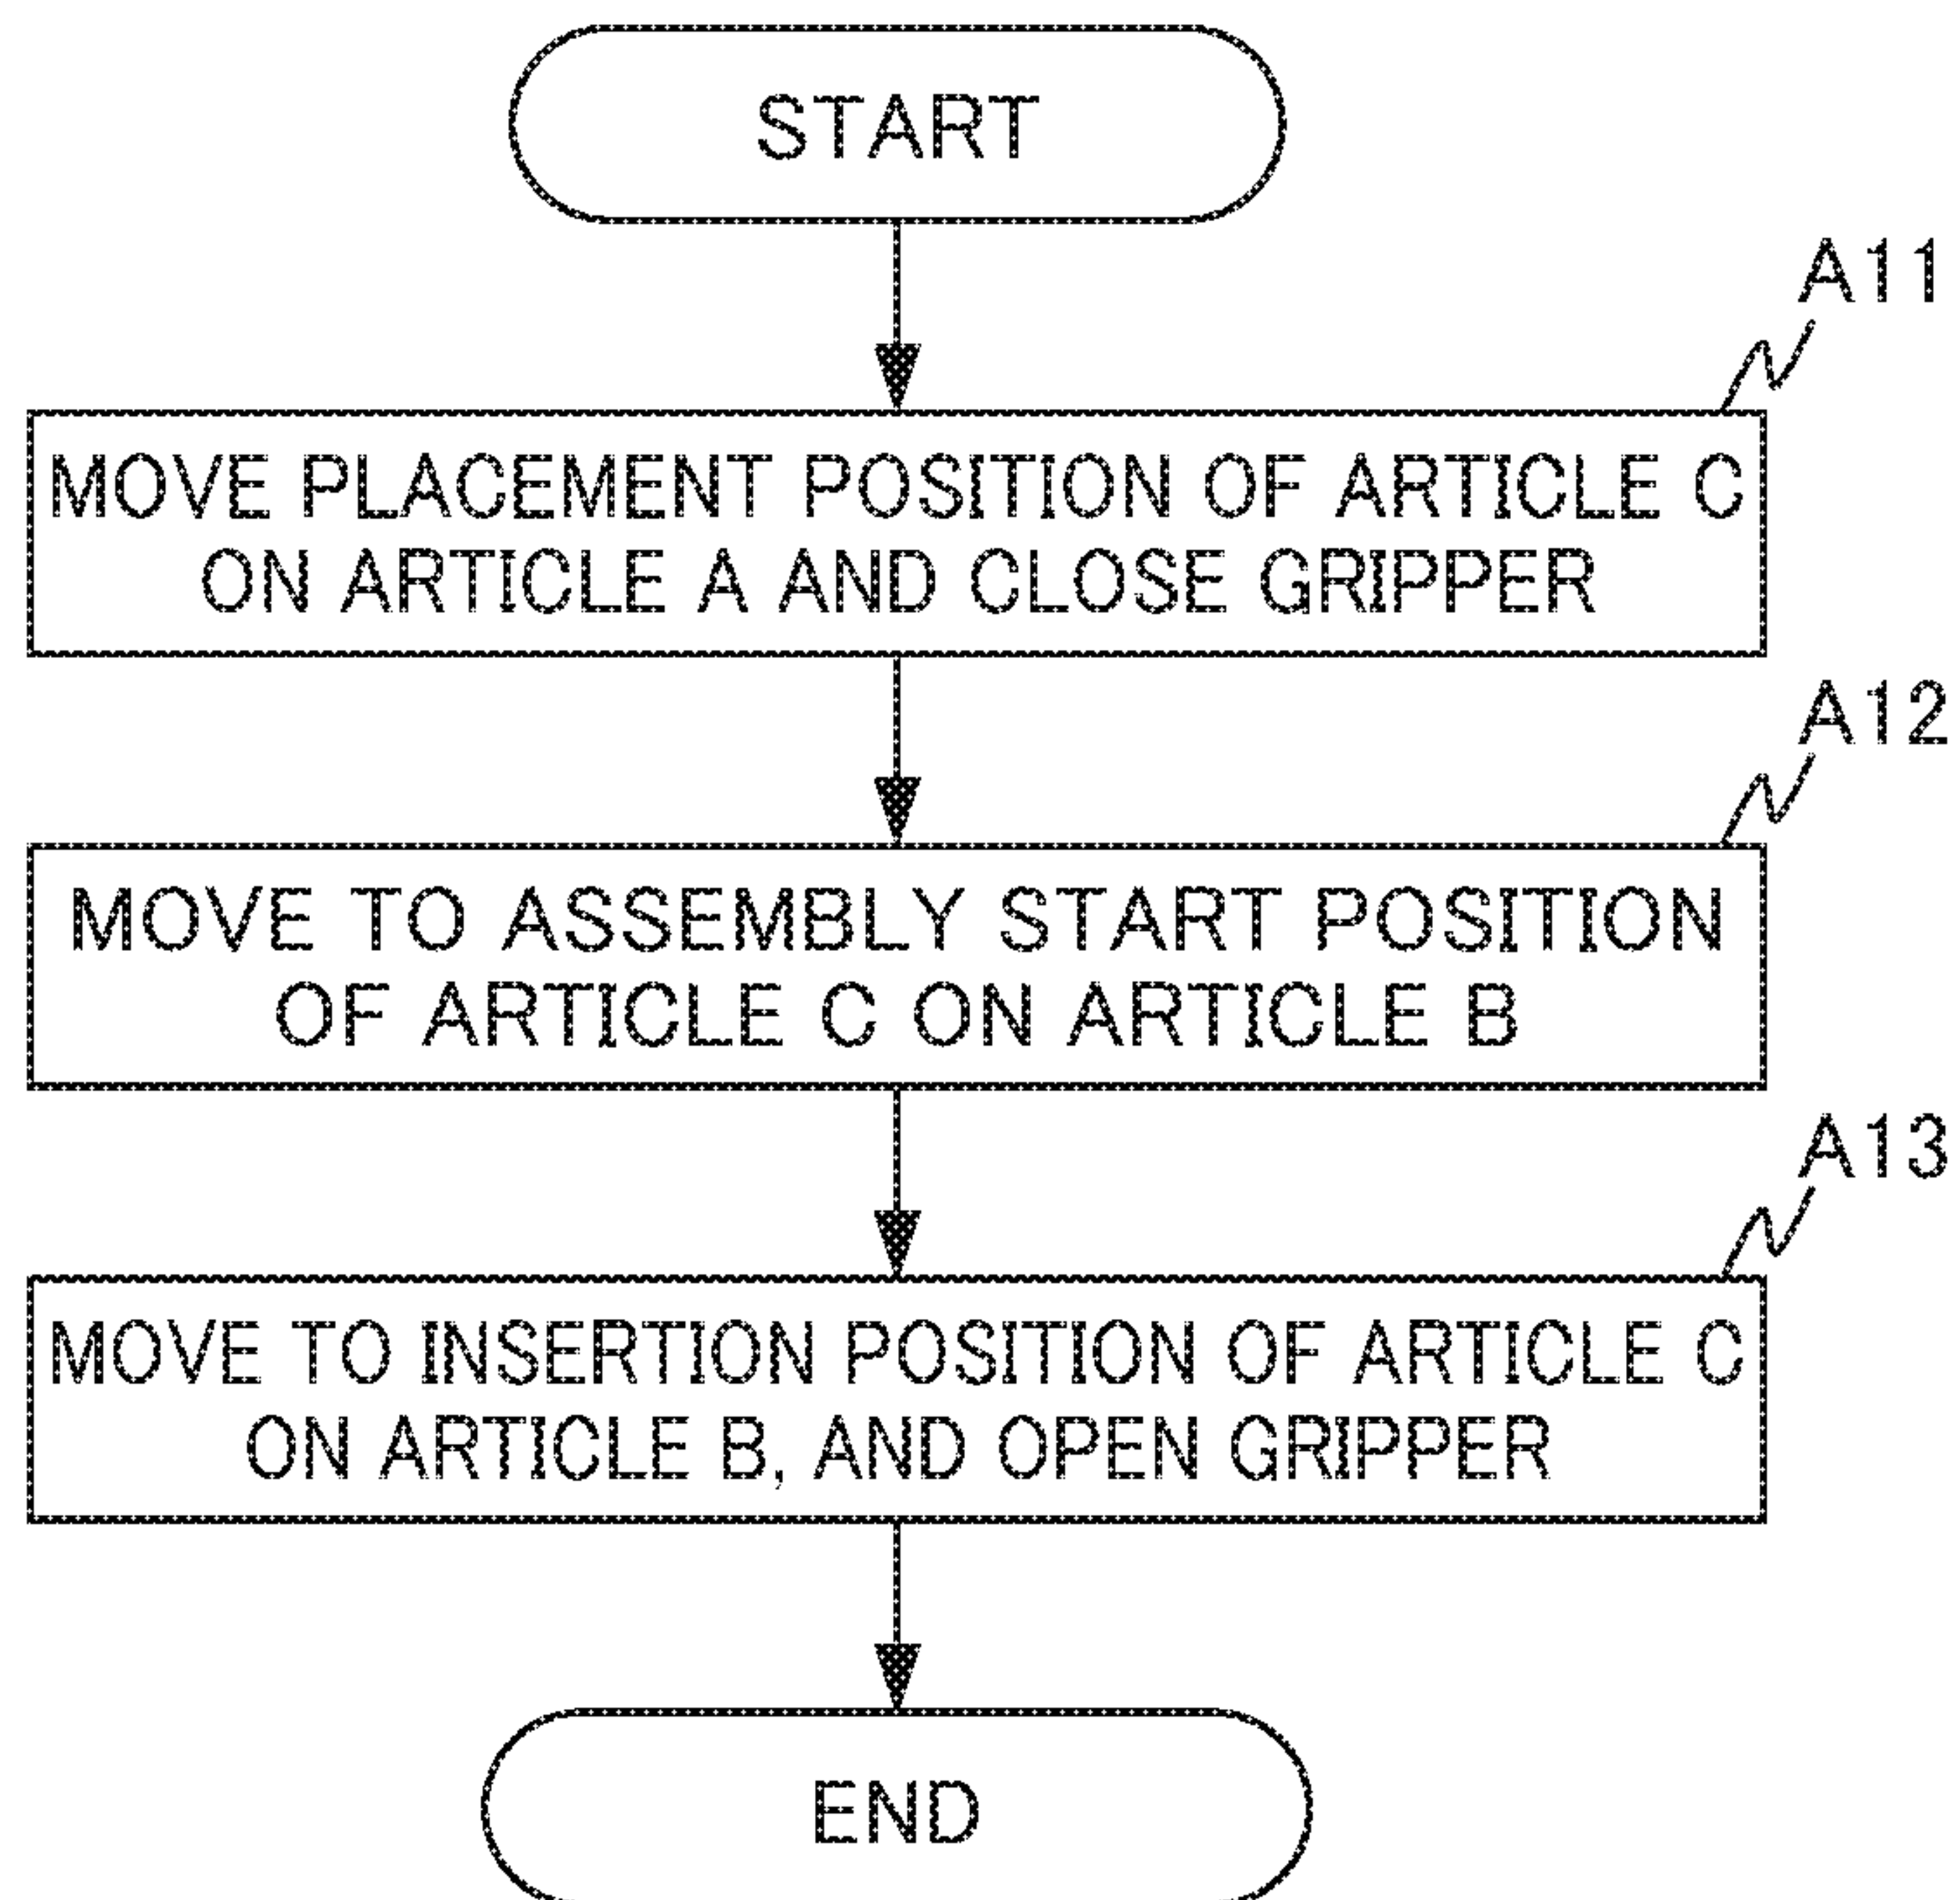 START
A11
MOVE PLACEMENT POSITION OF ARTICLE C
ON ARTICLE A AND CLOSE GRIPPER
A12
MOVE TO ASSEMBLY START POSITION
OF ARTICLE C ON ARTICLE B
A13
MOVE TO INSERTION POSITION OF ARTICLE C
ON ARTICLE B, AND OPEN GRIPPER
END